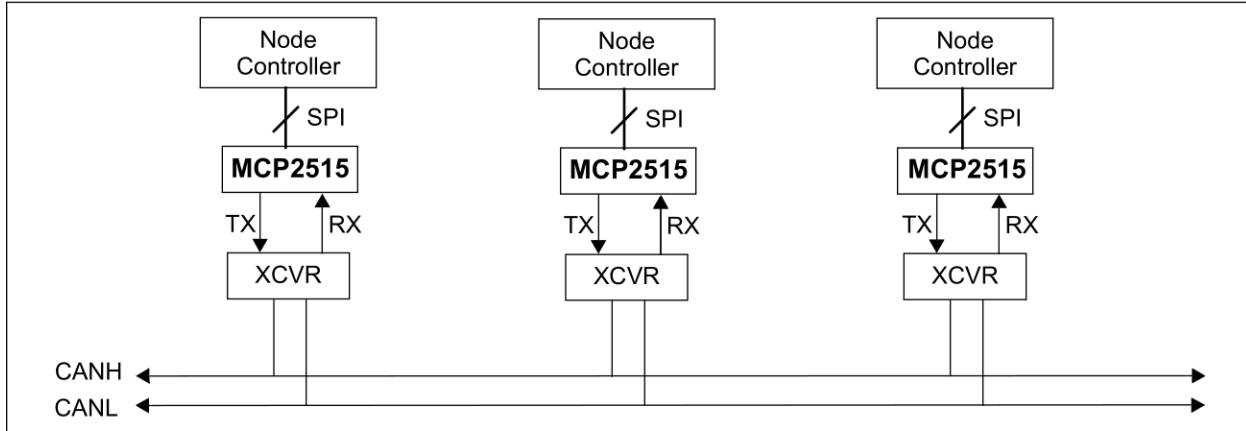 Node
Controller
Node
Controller
Node
Controller
SPI
SPI
SPI
MCP2515
MCP2515
MCP2515
TX
RX
TX
RX
TX
RX
XCVR
XCVR
XCVR
CANH
CANL